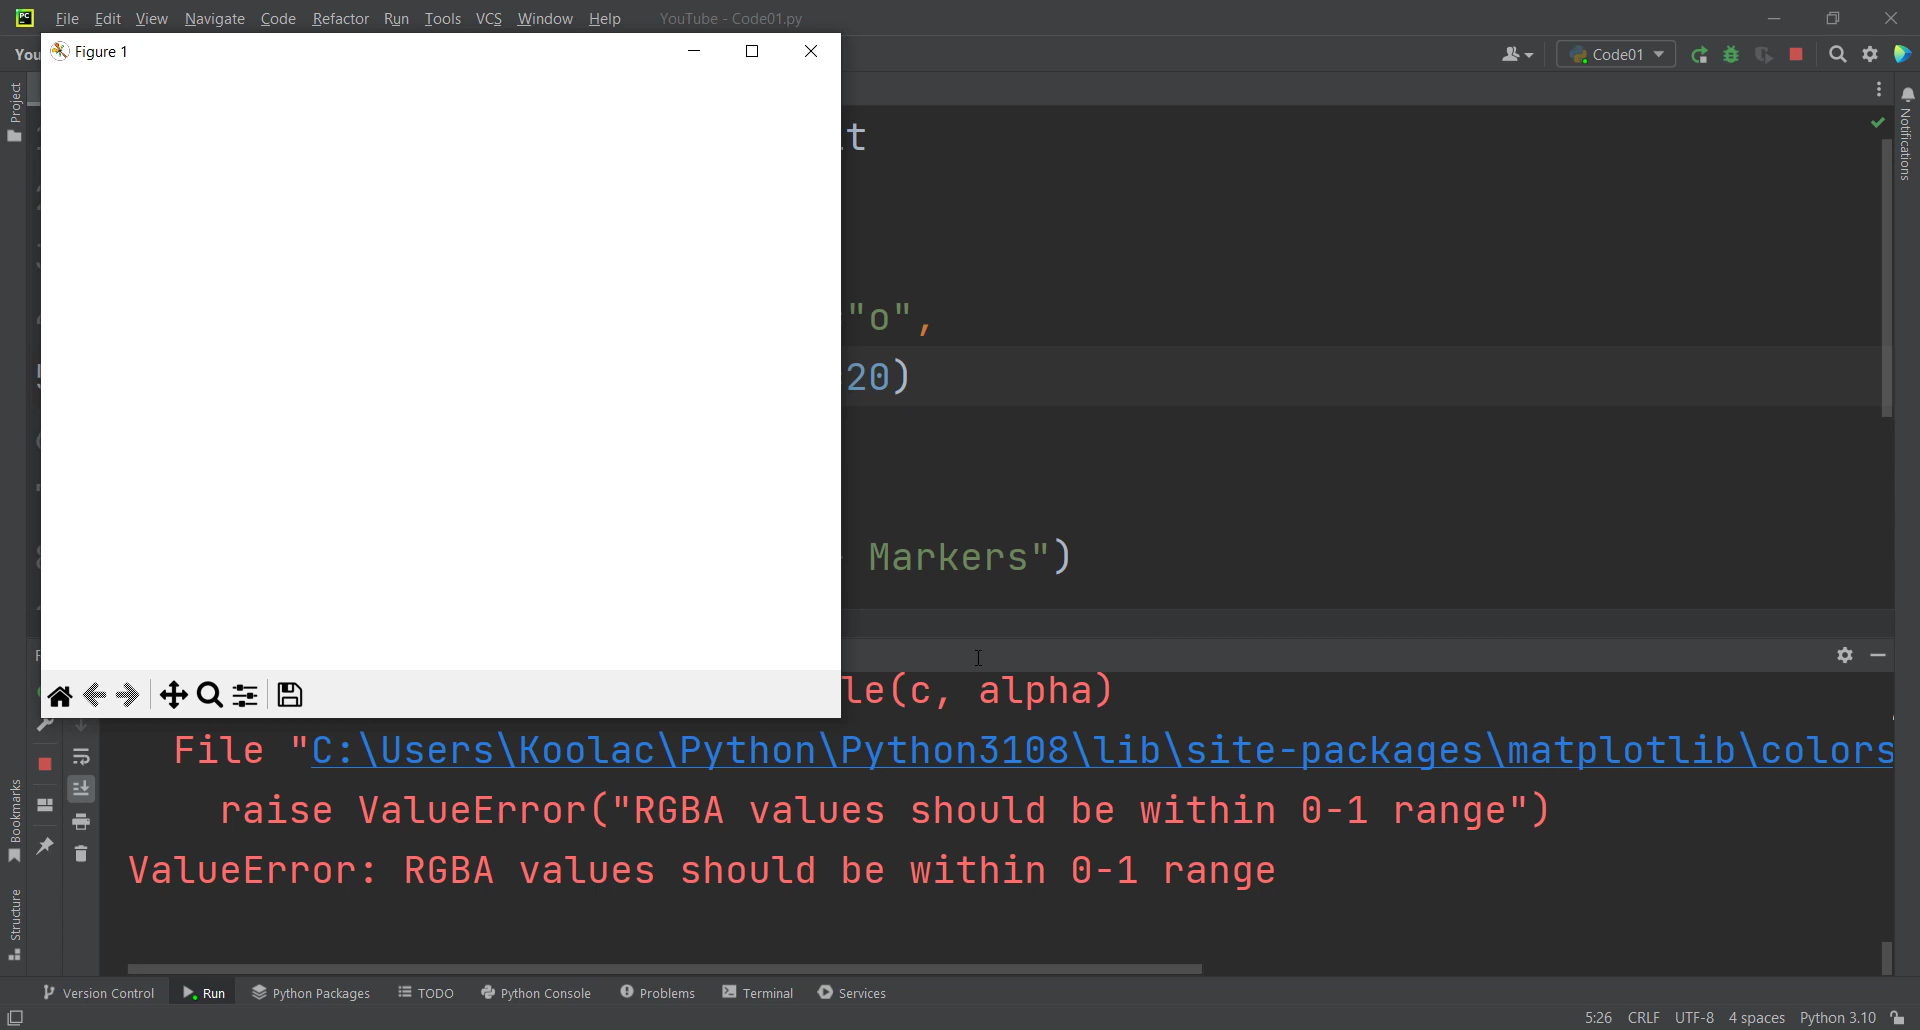 File Edit View Navigate Code Refactor Run Tools VCS Window Help YouTube - Code01.py
You
Figure 1
Code01
Project
Notifications
t
"o",
20)
Markers")
le(c, alpha)
File "C:\Users\Koolac\Python\Python3108\lib\site-packages\matplotlib\colors
raise ValueError("RGBA values should be within 0-1 range")
ValueError: RGBA values should be within 0-1 range
Bookmarks
Structure
Version Control Run Python Packages TODO Python Console Problems Terminal Services
5:26 CRLF UTF-8 4 spaces Python 3.10